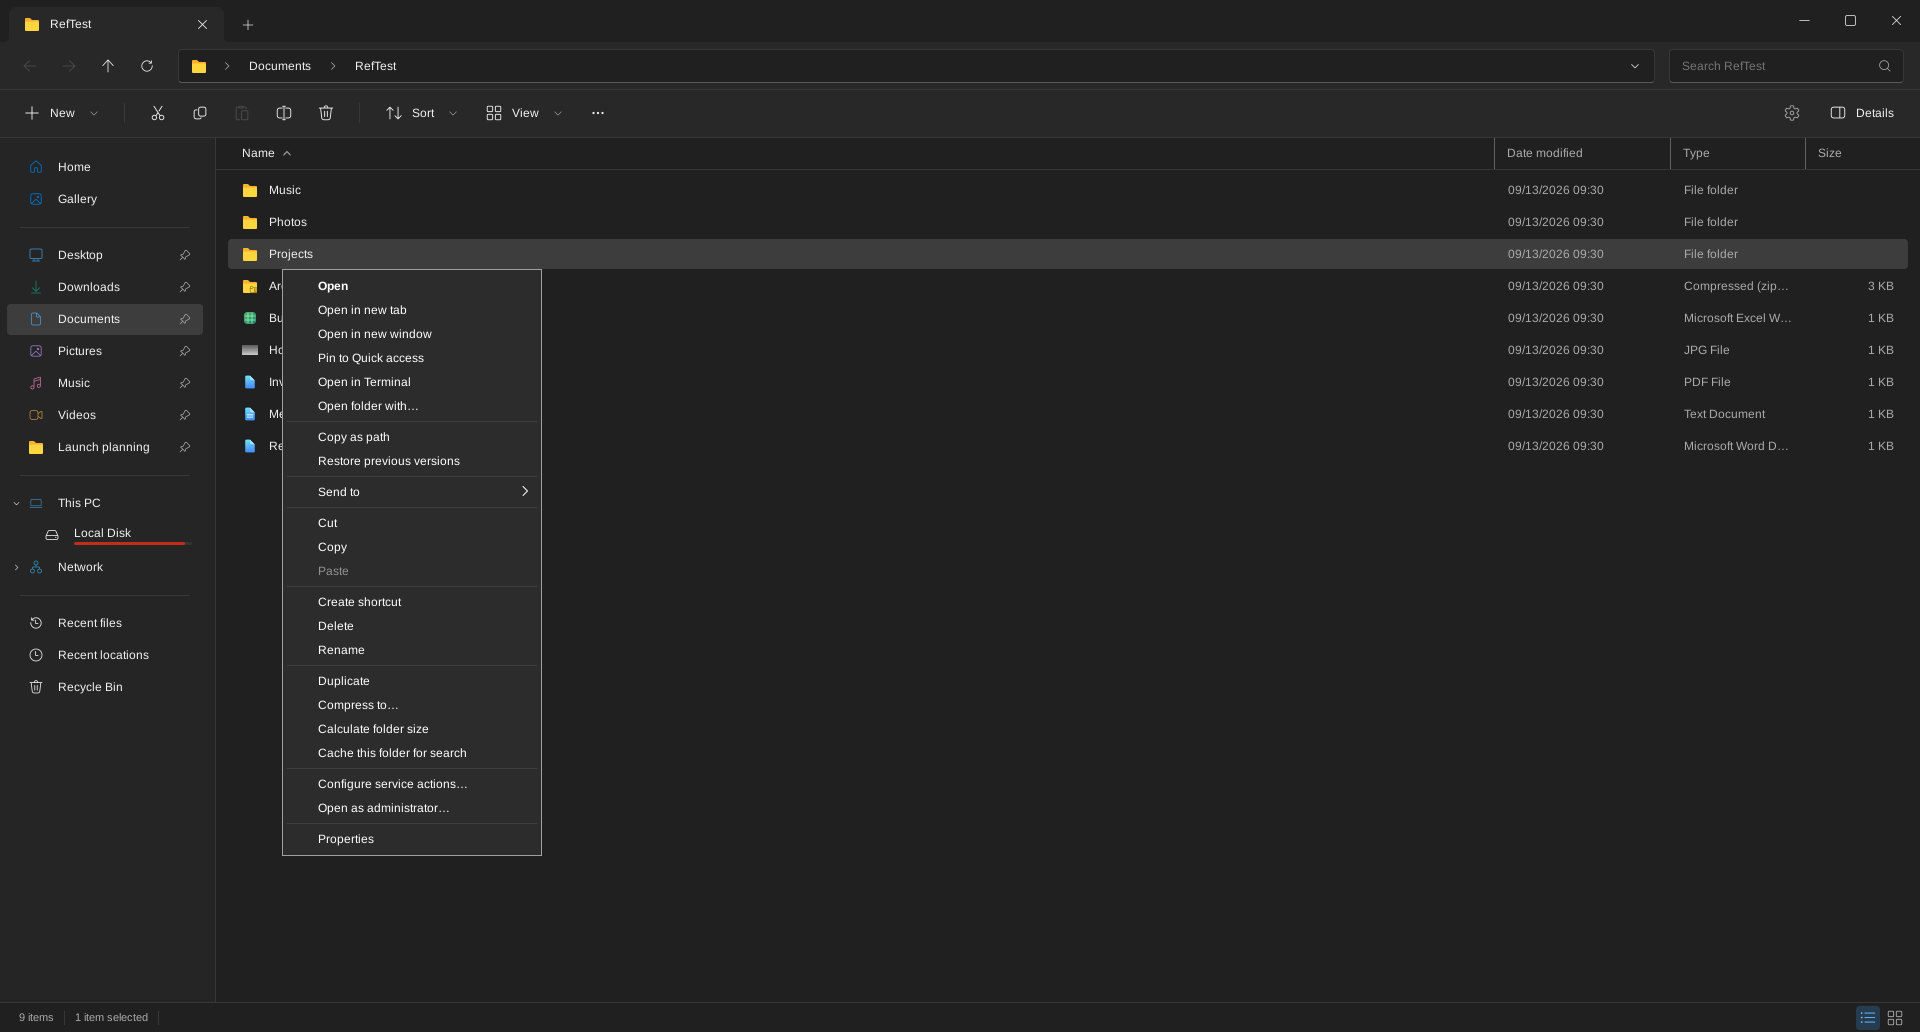 RefTest
Documents
RefTest
Search RefTest
New
Sort
View
Details
Home
Gallery
Desktop
Downloads
Documents
Pictures
Music
Videos
Launch planning
This PC
Local Disk
Network
Recent files
Recent locations
Recycle Bin
Name Date modified Type Size
Music 09/13/2026 09:30 File folder
Photos 09/13/2026 09:30 File folder
Projects 09/13/2026 09:30 File folder
09/13/2026 09:30 Compressed (zip… 3 KB
09/13/2026 09:30 Microsoft Excel W… 1 KB
09/13/2026 09:30 JPG File 1 KB
09/13/2026 09:30 PDF File 1 KB
09/13/2026 09:30 Text Document 1 KB
09/13/2026 09:30 Microsoft Word D… 1 KB
Open
Open in new tab
Open in new window
Pin to Quick access
Open in Terminal
Open folder with…
Copy as path
Restore previous versions
Send to
Cut
Copy
Paste
Create shortcut
Delete
Rename
Duplicate
Compress to…
Calculate folder size
Cache this folder for search
Configure service actions…
Open as administrator…
Properties
9 items
1 item selected